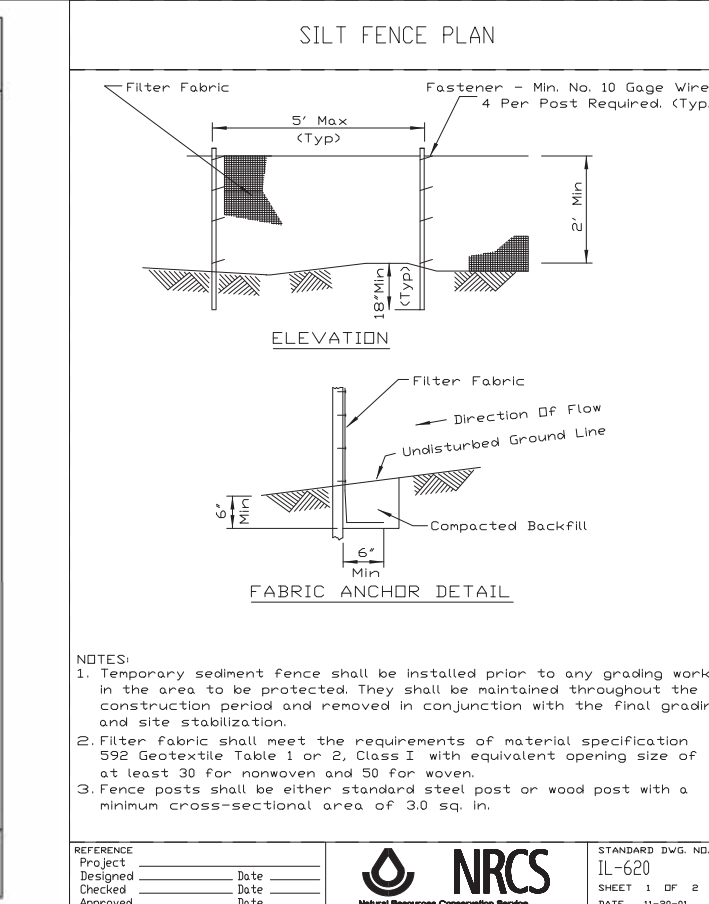 SILT FENCE PLAN
Filter Fabric
Fastener - Min. No. 10 Gage Wire
4 Per Post Required. (Typ.
5' Max
(Typ)
2' Min
18"Min
(Typ)
ELEVATION
Filter Fabric
Direction Of Flow
Undisturbed Ground Line
6"
Min
Compacted Backfill
6"
Min
FABRIC ANCHOR DETAIL
NOTES:
1. Temporary sediment fence shall be installed prior to any grading work
in the area to be protected. They shall be maintained throughout the
construction period and removed in conjunction with the final gradin
and site stabilization.
2. Filter fabric shall meet the requirements of material specification
592 Geotextile Table 1 or 2, Class I with equivalent opening size of
at least 30 for nonwoven and 50 for woven.
3. Fence posts shall be either standard steel post or wood post with a
minimum cross-sectional area of 3.0 sq. in.
REFERENCE
Project
Designed Date
Checked Date
Approved Date
NRCS
Natural Resources Conservation Service
STANDARD DWG. NO.
IL-620
SHEET 1 OF 2
DATE 11-30-01